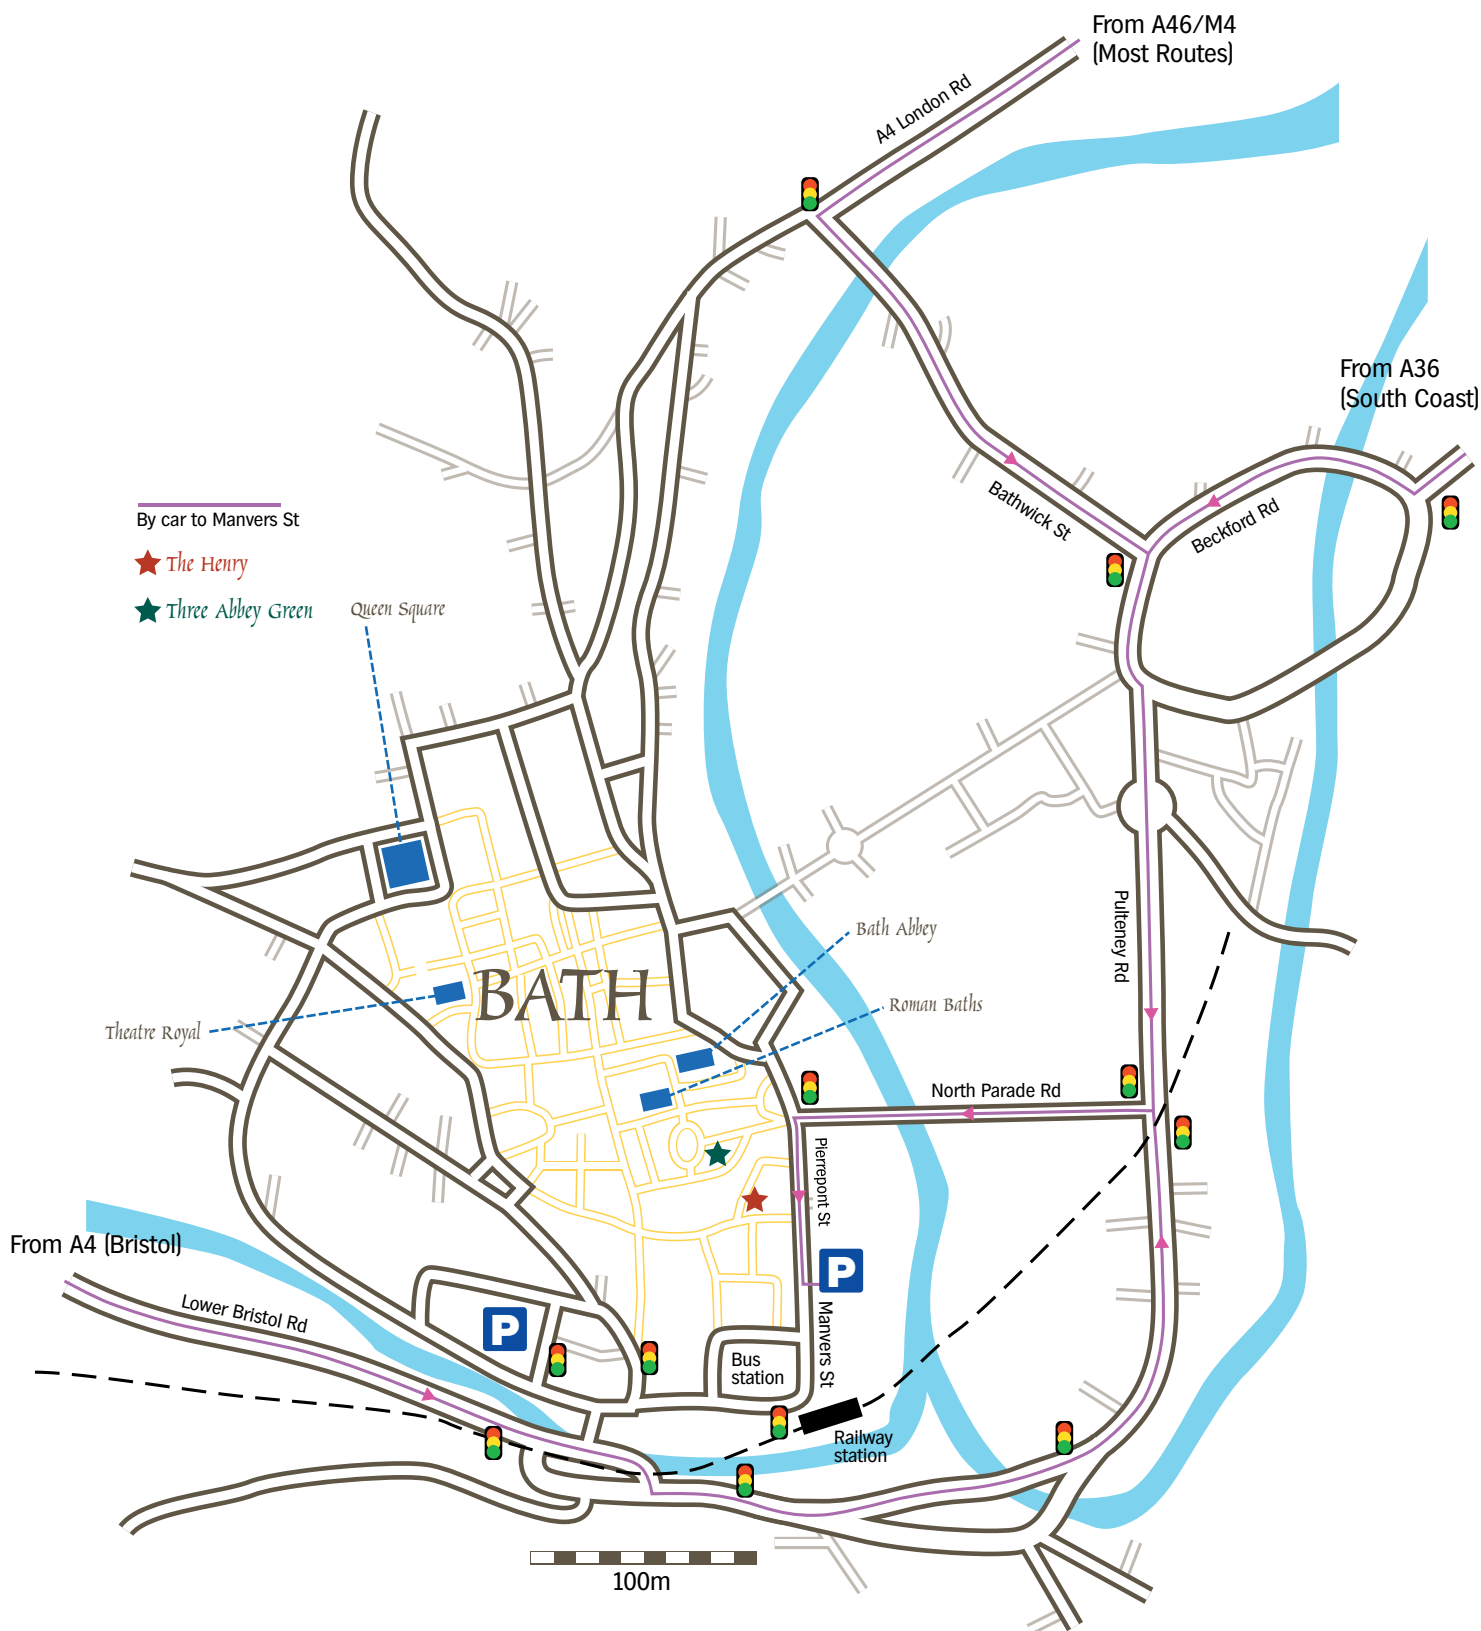 From A46/M4
(Most Routes)
A4 London Rd
From A36
(South Coast)
Bathwick St
Beckford Rd
By car to Manvers St
The Henry
Three Abbey Green
Queen Square
Pulteney Rd
Bath Abbey
BATH
Roman Baths
Theatre Royal
North Parade Rd
Pierrepont St
From A4 (Bristol)
P
Lower Bristol Rd
P
Manvers St
Bus
station
Railway
station
100m